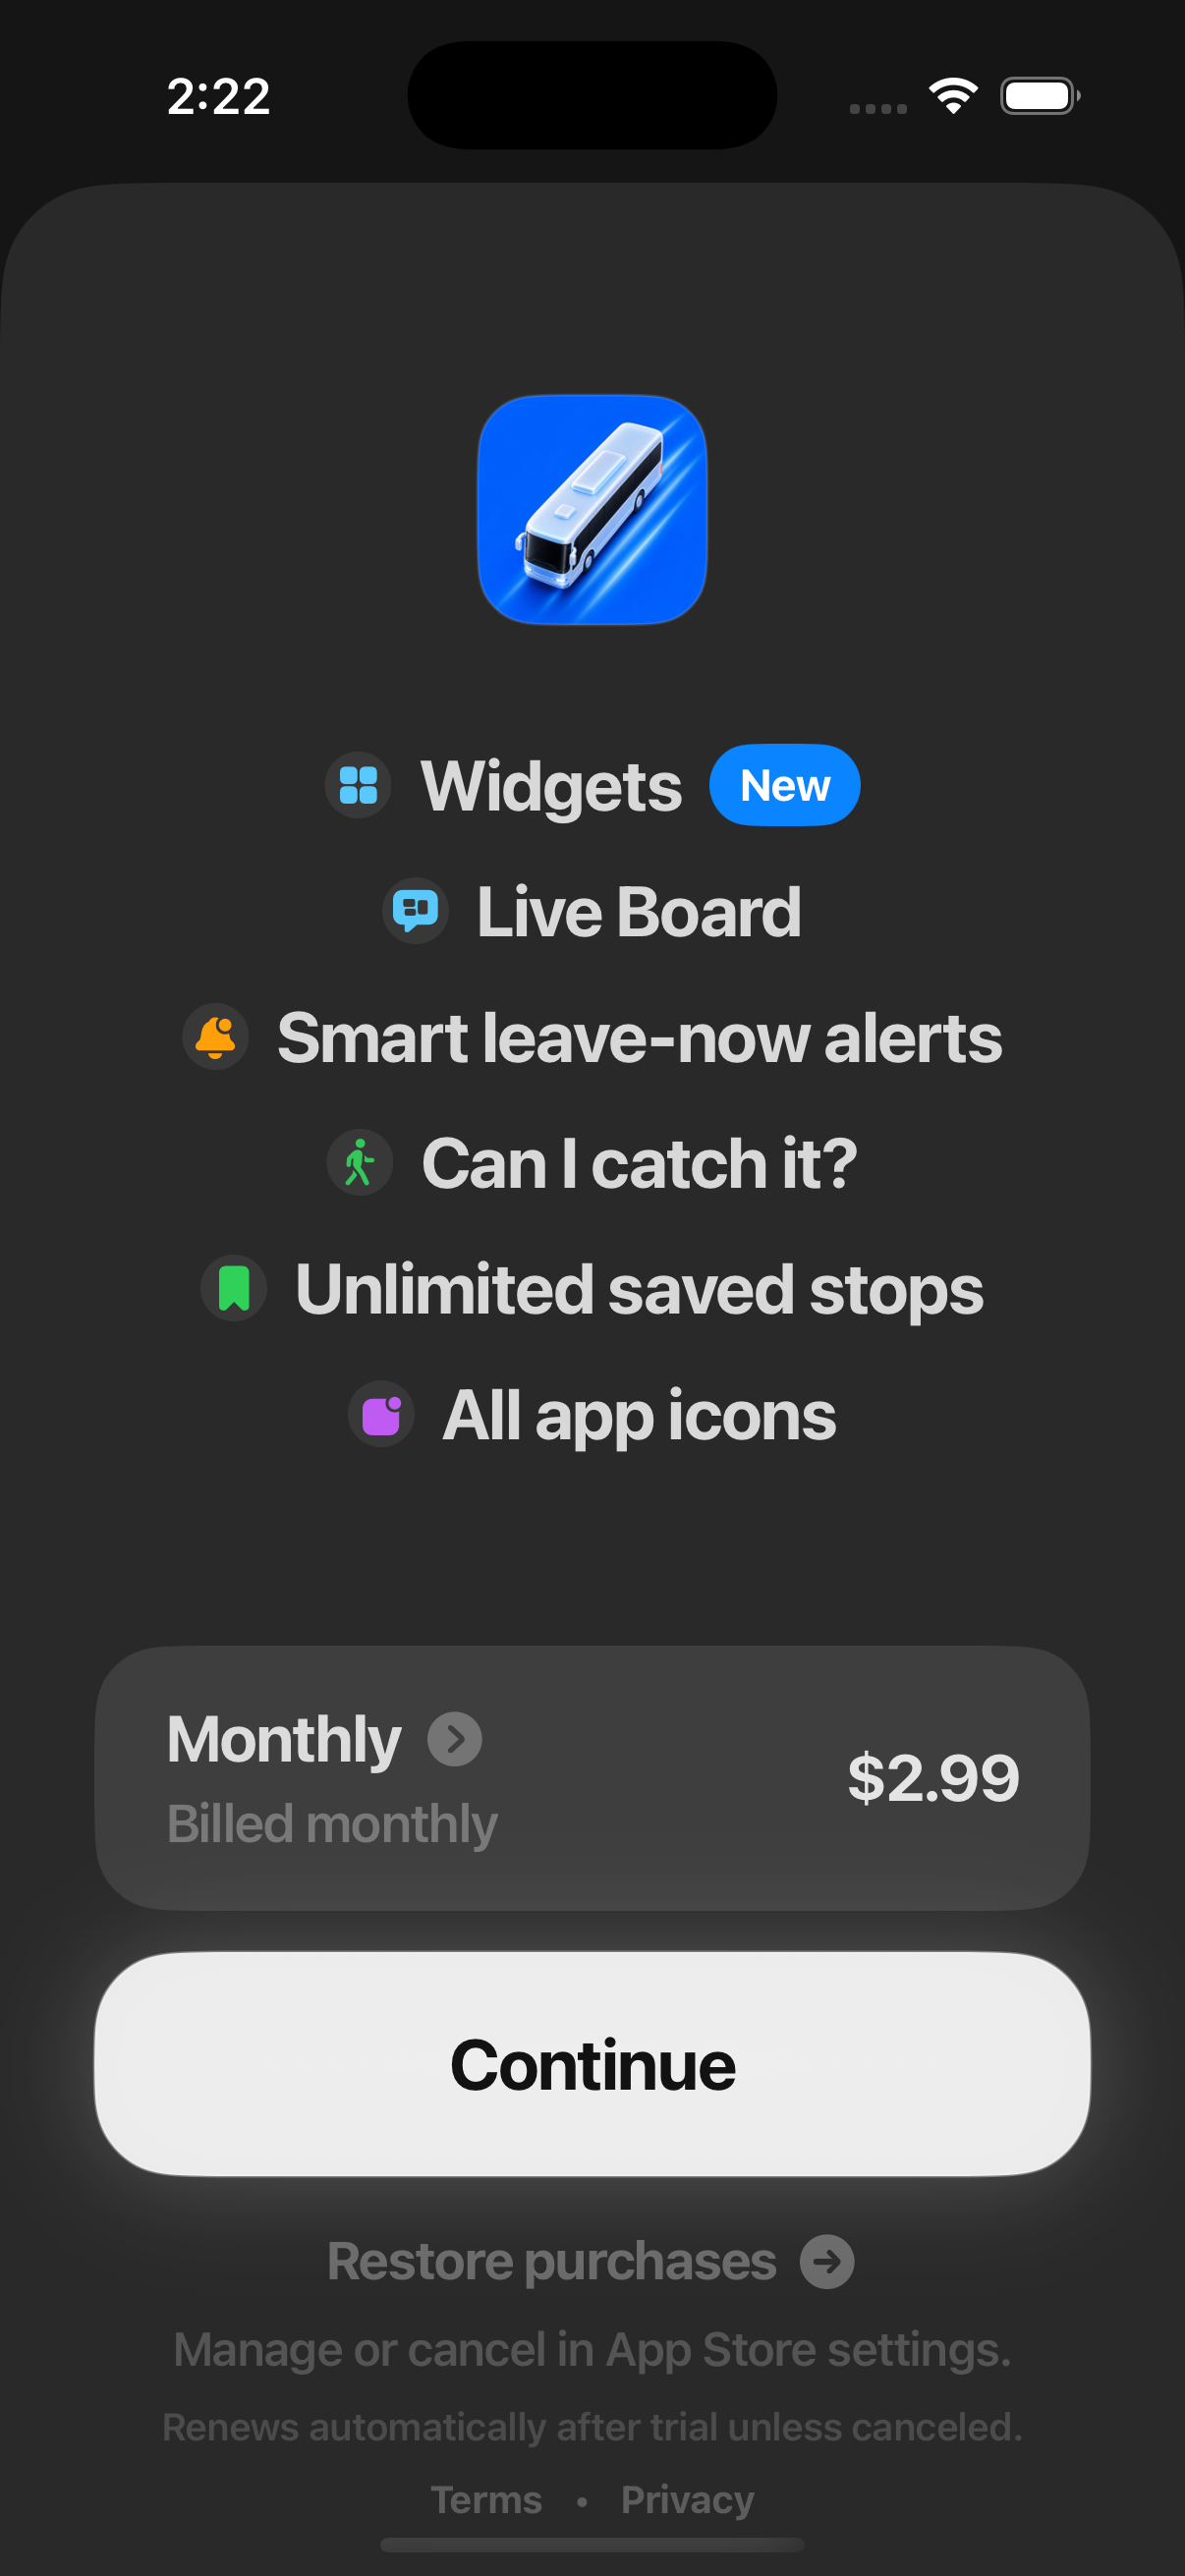 2:22
Widgets New
Live Board
Smart leave-now alerts
Can I catch it?
Unlimited saved stops
All app icons
Monthly
$2.99
Billed monthly
Continue
Restore purchases
Manage or cancel in App Store settings.
Renews automatically after trial unless canceled.
Terms • Privacy